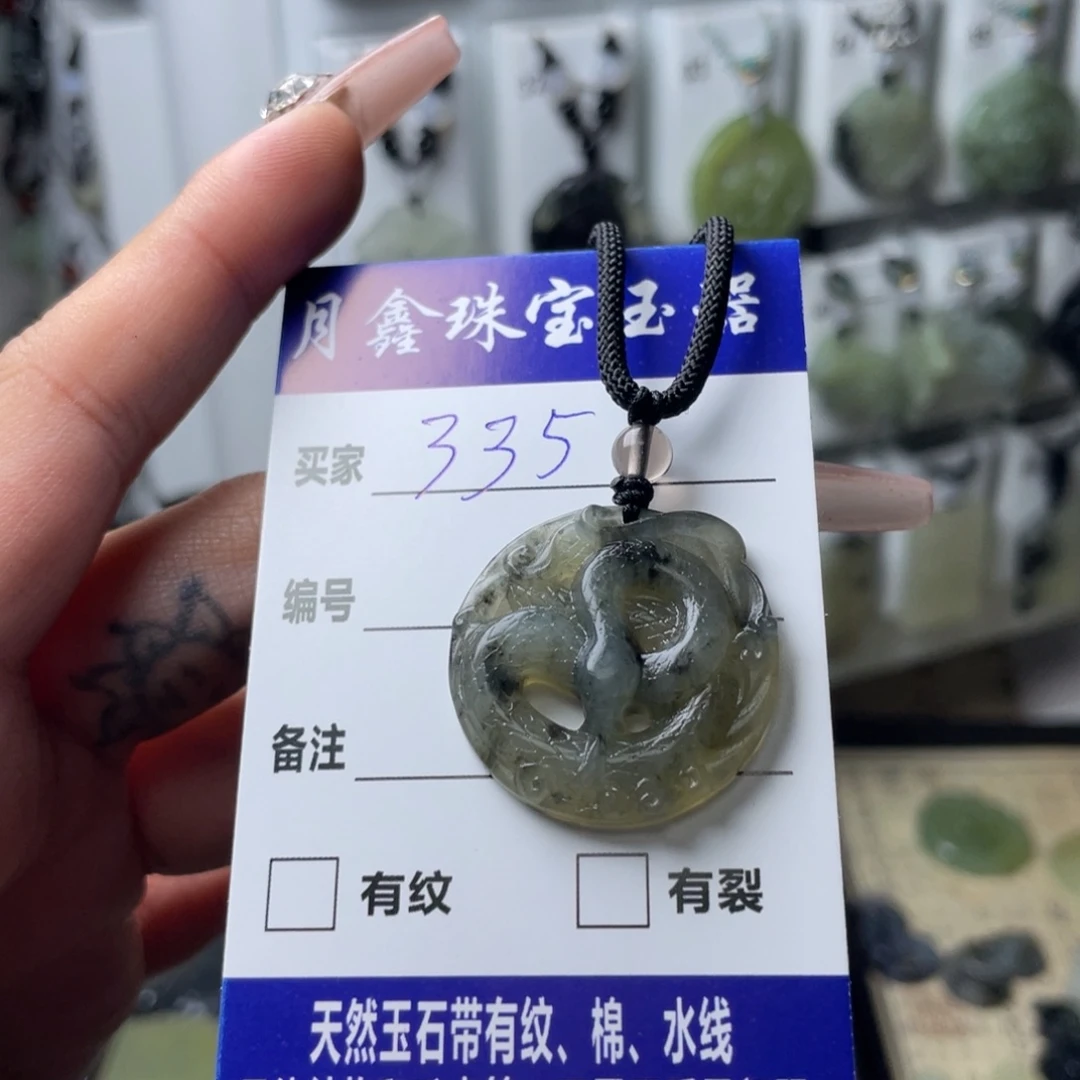 月鑫珠宝玉器
买家 335
编号
备注
有纹 有裂
天然玉石带有纹、棉、水线